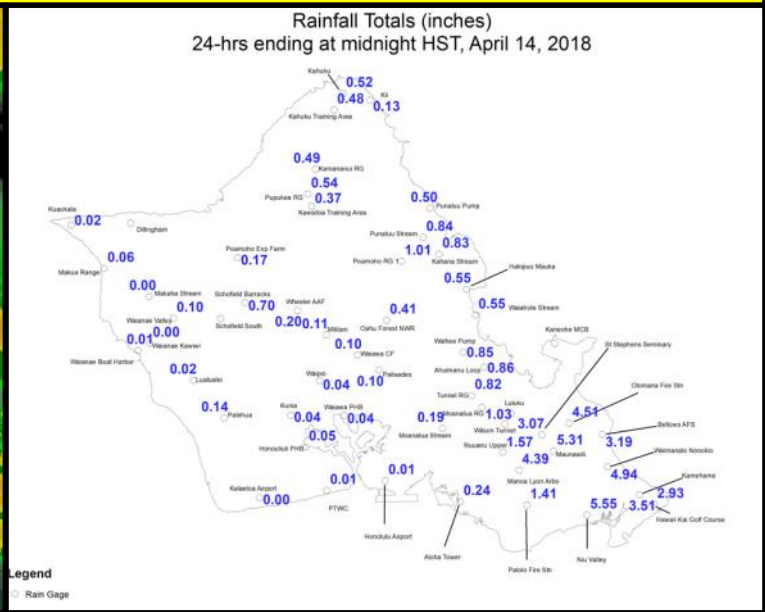 Rainfall Totals (inches)
24-hrs ending at midnight HST, April 14, 2018
Kahuku
0.52
0.48
Kii
0.13
Kahuku Training Area
0.49
Kamananui RG
0.54
Pupukea RG
0.37
Kawailoa Training Area
0.50
Punaluu Pump
Kuaokala
0.02
Dillingham
Punaluu Stream
0.84
0.83
Poamoho Exp Farm
0.17
Poamoho RG 1
1.01
Kahana Stream
0.06
Makua Range
Hakipuu Mauka
0.55
0.00
Makaha Stream
0.10
Schofield Barracks
0.70
Wheeler AAF
0.41
0.55
Waiahole Stream
Waianae Valley
0.00
Schofield South
0.20
0.11
Mililani
Oahu Forest NWR
Kaneohe MCB
0.01
Waianae Kawiwi
0.10
Waiawa CF
Waihee Pump
0.85
St Stephens Seminary
Waianae Boat Harbor
Ahuimanu Loop
0.86
0.02
Lualualei
Waipio
0.04
0.10
Palisades
Tunnel RG
0.82
Olomana Fire Stn
0.14
Palehua
Kunia
0.04
Waiawa PHB
0.04
0.19
Moanalua RG
1.03
Luluku
3.07
4.51
Bellows AFS
0.05
Moanalua Stream
Wilson Tunnel
Honouliuli PHB
Nuuanu Upper
1.57
5.31
Maunawili
3.19
Waimanalo Nonokio
4.39
4.94
Manoa Lyon Arbo
Kamehame
Kalaeloa Airport
0.00
0.01
PTWC
0.01
0.24
1.41
5.55
3.51
2.93
Hawaii Kai Golf Course
Honolulu Airport
Aloha Tower
Palolo Fire Stn
Niu Valley
Legend
Rain Gage